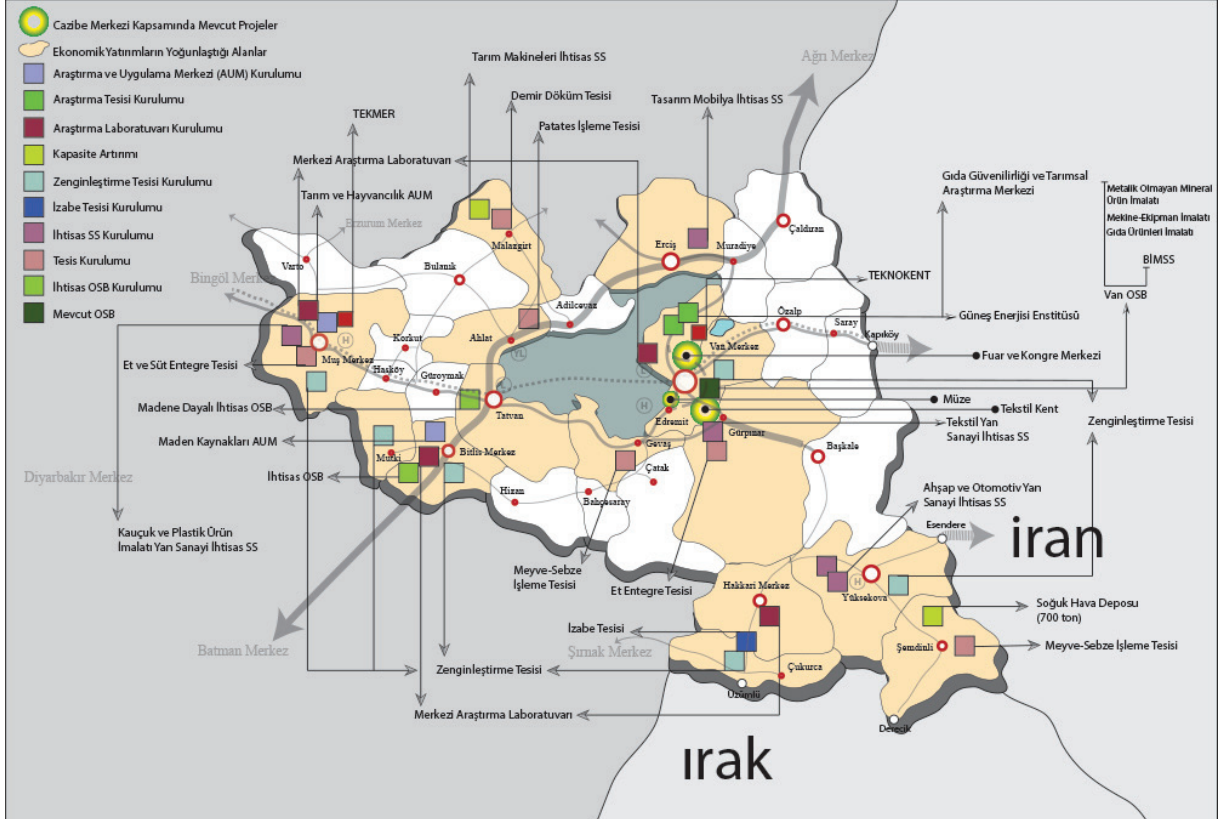 Cazibe Merkezi Kapsamında Mevcut Projeler
Ekonomik Yatırımların Yoğunlaştığı Alanlar
Araştırma ve Uygulama Merkezi (AUM) Kurulumu
Araştırma Tesisi Kurulumu
Araştırma Laboratuvarı Kurulumu
Kapasite Artırımı
Zenginleştirme Tesisi Kurulumu
İzabe Tesisi Kurulumu
İhtisas SS Kurulumu
Tesis Kurulumu
İhtisas OSB Kurulumu
Mevcut OSB
Tarım Makineleri İhtisas SS
Demir Döküm Tesisi
Patates İşleme Tesisi
Tasarım Mobilya İhtisas SS
Ağrı Merkez
TEKMER
Merkezi Araştırma Laboratuvarı
Tarım ve Hayvancılık AUM
Gıda Güvenilirliği ve Tarımsal
Araştırma Merkezi
Metalik Olmayan Mineral
Ürün İmalatı
Mekine-Ekipman İmalatı
Gıda Ürünleri İmalatı
BİMSS
Van OSB
TEKNOKENT
Güneş Enerjisi Enstitüsü
Fuar ve Kongre Merkezi
Müze
Tekstil Kent
Tekstil Yan
Sanayi İhtisas SS
Zenginleştirme Tesisi
Erzurum Merkez
Bingöl Merkez
Varto
Bulanık
Malazgirt
Erciş
Muradiye
Çaldıran
Adilcevaz
Ahlat
YL
Korkut
Muş Merkez
H
Hasköy
Güroymak
Tatvan
Van Merkez
Özalp
Saray
Kapıköy
H
Edremit
Gürpınar
Gevaş
Başkale
Çatak
Bahçesaray
Hizan
Mutki
Bitlis Merkez
Et ve Süt Entegre Tesisi
Madene Dayalı İhtisas OSB
Maden Kaynakları AUM
İhtisas OSB
Diyarbakır Merkez
Kauçuk ve Plastik Ürün
İmalatı Yan Sanayi İhtisas SS
Ahşap ve Otomotiv Yan
Sanayi İhtisas SS
Esendere
iran
Meyve-Sebze
İşleme Tesisi
Et Entegre Tesisi
Hakkari Merkez
Yüksekova
H
Soğuk Hava Deposu
(700 ton)
Meyve-Sebze İşleme Tesisi
Şemdinli
İzabe Tesisi
Şırnak Merkez
Batman Merkez
Zenginleştirme Tesisi
Çukurca
Üzümlü
Derecik
Merkezi Araştırma Laboratuvarı
ırak